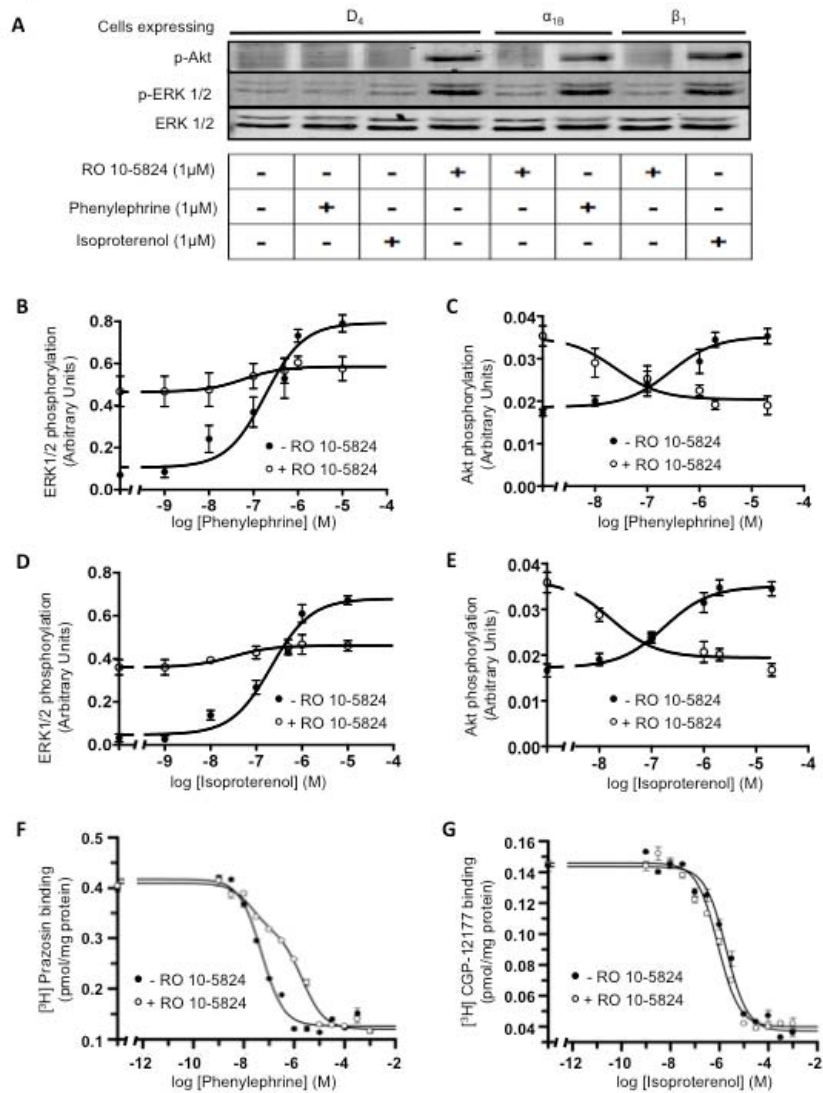 A
Cells expressing
D4
α1B
β1
p-Akt
p-ERK 1/2
ERK 1/2
RO 10-5824 (1μM) - - - + + - + -
Phenylephrine (1μM) - + - - - + - -
Isoproterenol (1μM) - - + - - - - +
B
ERK1/2 phosphorylation
(Arbitrary Units)
0.8
0.6
0.4
0.2
0.0
- RO 10-5824
+ RO 10-5824
-9 -8 -7 -6 -5 -4
log [Phenylephrine] (M)
C
Akt phosphorylation
(Arbitrary Units)
0.04
0.03
0.02
0.01
0.00
- RO 10-5824
+ RO 10-5824
-8 -7 -6 -5 -4
log [Phenylephrine] (M)
D
ERK1/2 phosphorylation
(Arbitrary Units)
0.8
0.6
0.4
0.2
0.0
- RO 10-5824
+ RO 10-5824
-9 -8 -7 -6 -5 -4
log [Isoproterenol] (M)
E
Akt phosphorylation
(Arbitrary Units)
0.04
0.03
0.02
0.01
0.00
- RO 10-5824
+ RO 10-5824
-8 -7 -6 -5 -4
log [Isoproterenol] (M)
F
[³H] Prazosin binding
(pmol/mg protein)
0.5
0.4
0.3
0.2
0.1
- RO 10-5824
+ RO 10-5824
-12 -10 -8 -6 -4 -2
log [Phenylephrine] (M)
G
[³H] CGP-12177 binding
(pmol/mg protein)
0.16
0.14
0.12
0.10
0.08
0.06
0.04
- RO 10-5824
+ RO 10-5824
-12 -10 -8 -6 -4 -2
log [Isoproterenol] (M)